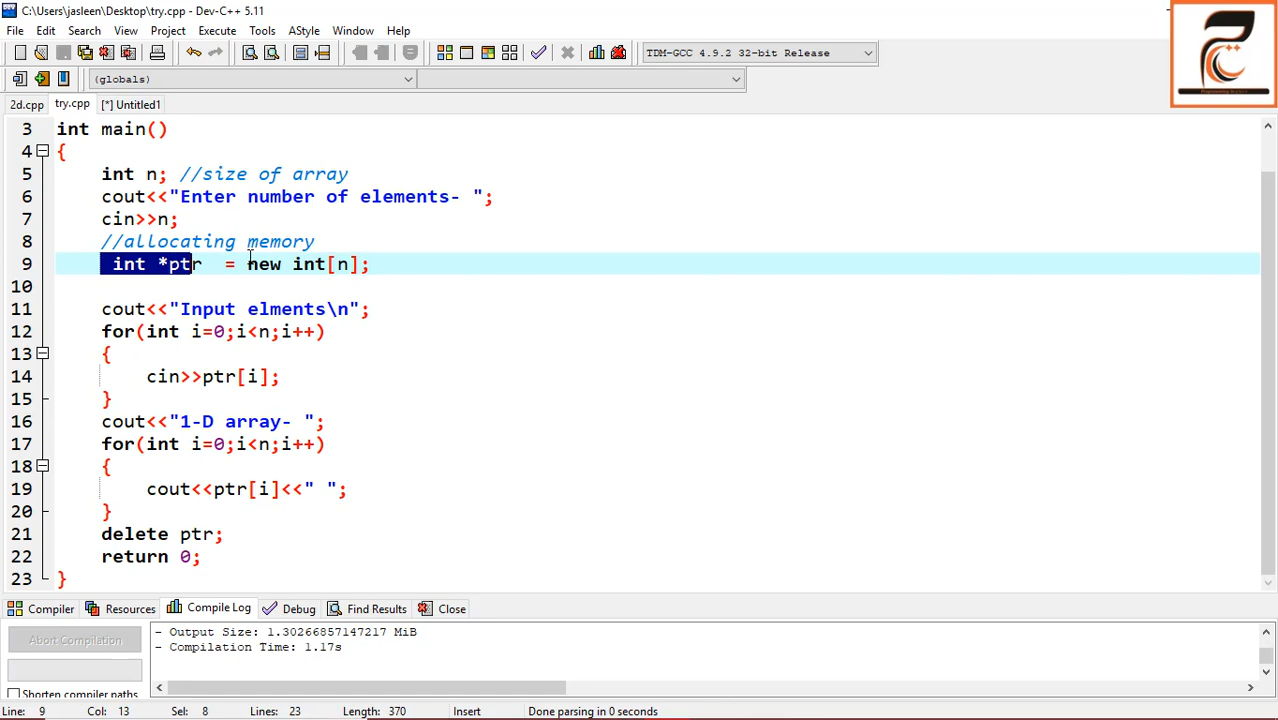 C:\Users\jasleen\Desktop\try.cpp - Dev-C++ 5.11
File Edit Search View Project Execute Tools AStyle Window Help
TDM-GCC 4.9.2 32-bit Release
(globals)
2d.cpp try.cpp [*] Untitled1
3 int main()
4 {
5 int n; //size of array
6 cout<<"Enter number of elements- ";
7 cin>>n;
8 //allocating memory
9 int *ptr = new int[n];
10
11 cout<<"Input elments\n";
12 for(int i=0;i<n;i++)
13 {
14 cin>>ptr[i];
15 }
16 cout<<"1-D array- ";
17 for(int i=0;i<n;i++)
18 {
19 cout<<ptr[i]<<" ";
20 }
21 delete ptr;
22 return 0;
23 }
Compiler Resources Compile Log Debug Find Results Close
Abort Compilation
- Output Size: 1.30266857147217 MiB
- Compilation Time: 1.17s
Shorten compiler paths
Line: 9 Col: 13 Sel: 8 Lines: 23 Length: 370 Insert Done parsing in 0 seconds